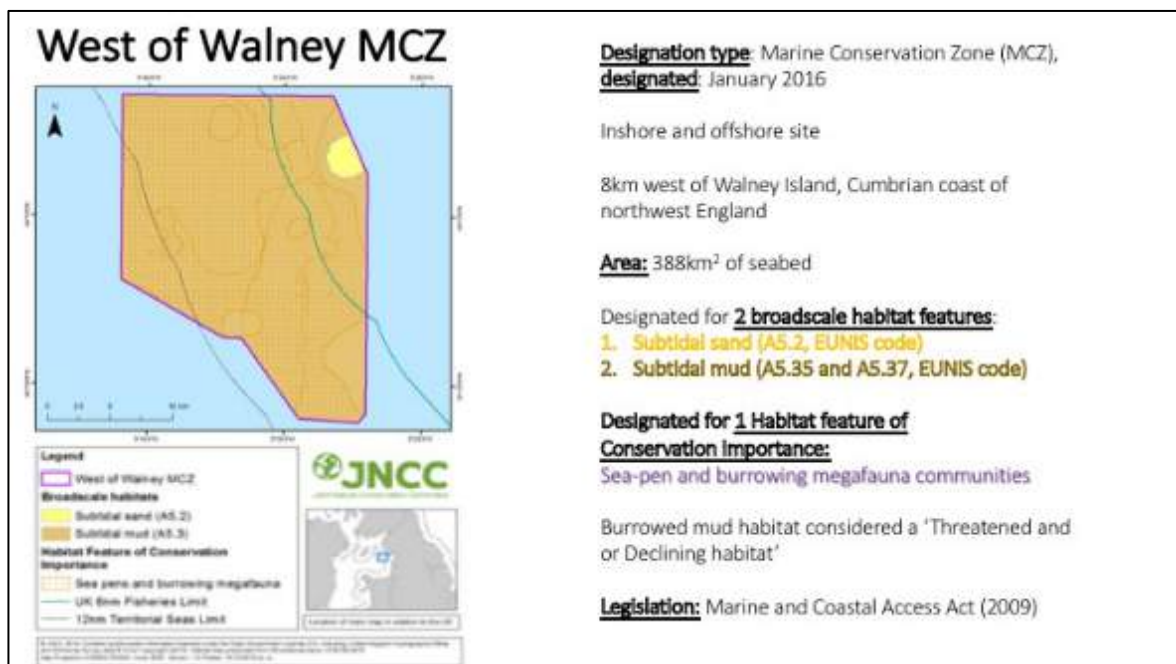 West of Walney MCZ
N
Legend
West of Walney MCZ
Broadscale habitats
Subtidal sand (A5.2)
Subtidal mud (A5.3)
Habitat Feature of Conservation
Importance
Sea pens and burrowing megafauna
UK 6nm Fisheries Limit
12nm Territorial Seas Limit
JNCC
Designation type: Marine Conservation Zone (MCZ),
designated: January 2016
Inshore and offshore site
8km west of Walney Island, Cumbrian coast of
northwest England
Area: 388km² of seabed
Designated for 2 broadscale habitat features:
1. Subtidal sand (A5.2, EUNIS code)
2. Subtidal mud (A5.35 and A5.37, EUNIS code)
Designated for 1 Habitat feature of
Conservation Importance:
Sea-pen and burrowing megafauna communities
Burrowed mud habitat considered a ‘Threatened and
or Declining habitat’
Legislation: Marine and Coastal Access Act (2009)